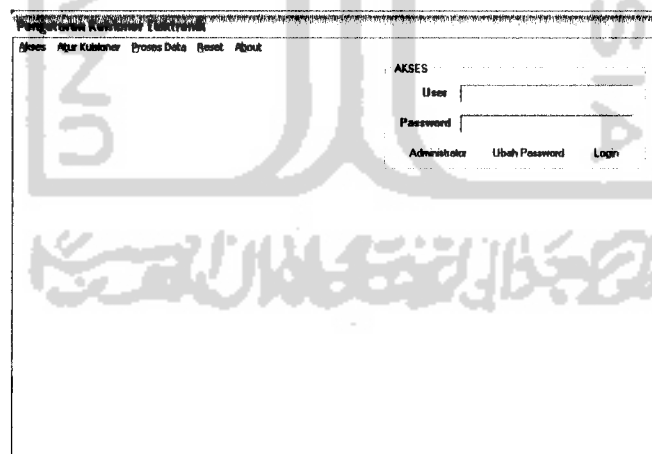 Pengaturan Kuisioner Elektronik
Akses Atur Kuisioner Proses Data Reset About
AKSES
User
Password
Administrator Ubah Password Login